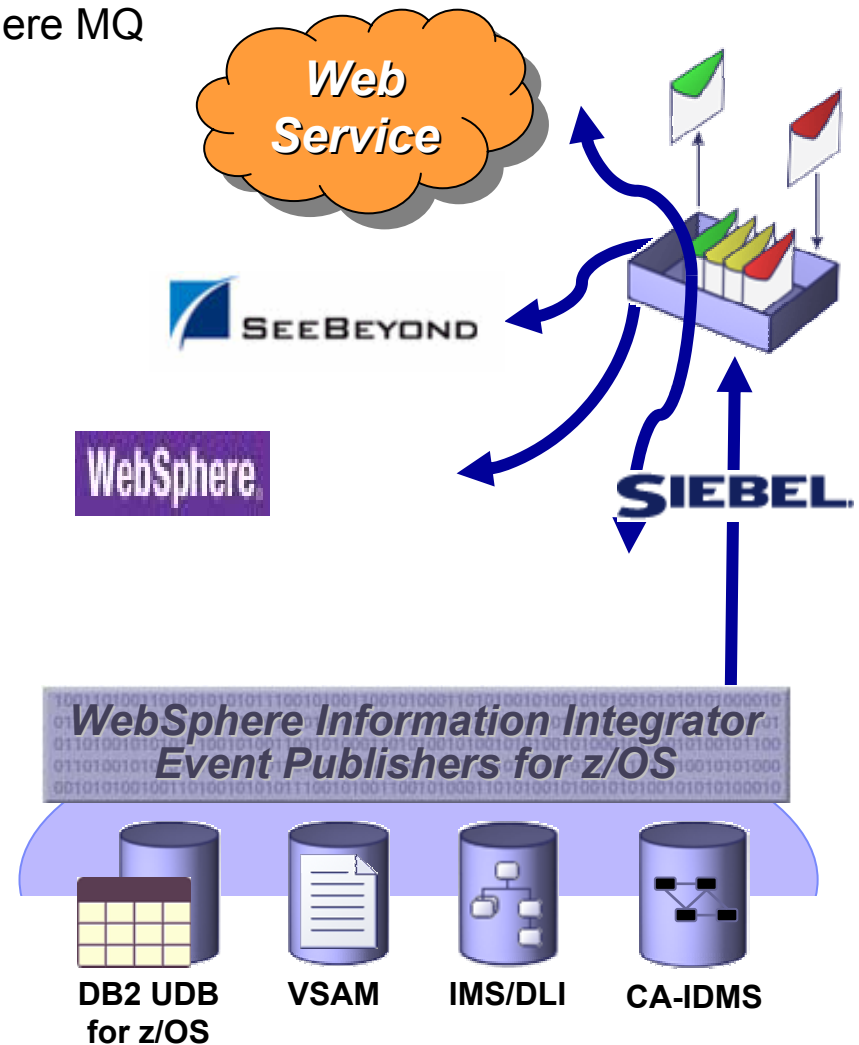 ere MQ
Web
Service
SEEBEYOND
WebSphere.
SIEBEL.
WebSphere Information Integrator
Event Publishers for z/OS
DB2 UDB
for z/OS
VSAM
IMS/DLI
CA-IDMS